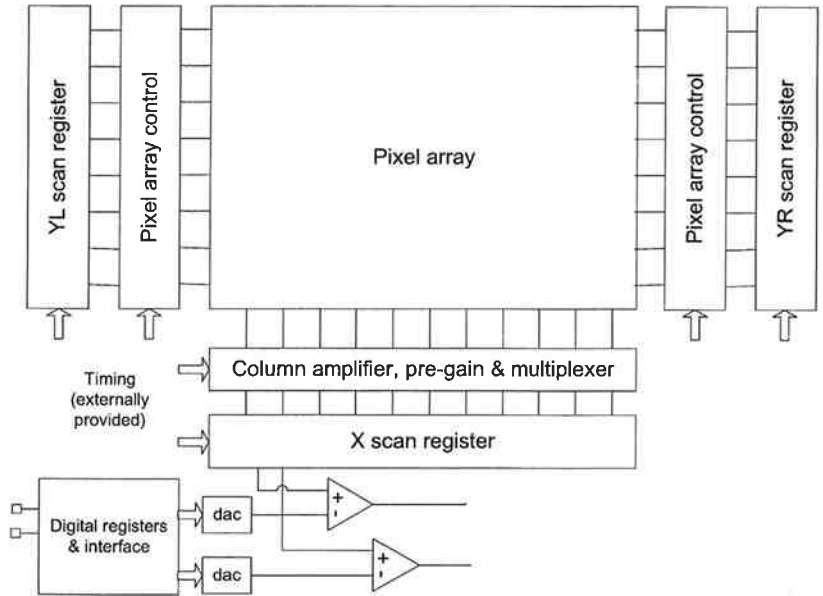 YL scan register
Pixel array control
Pixel array
Pixel array control
YR scan register
Column amplifier, pre-gain & multiplexer
Timing
(externally
provided)
X scan register
Digital registers
& interface
dac
+
-
dac
+
-